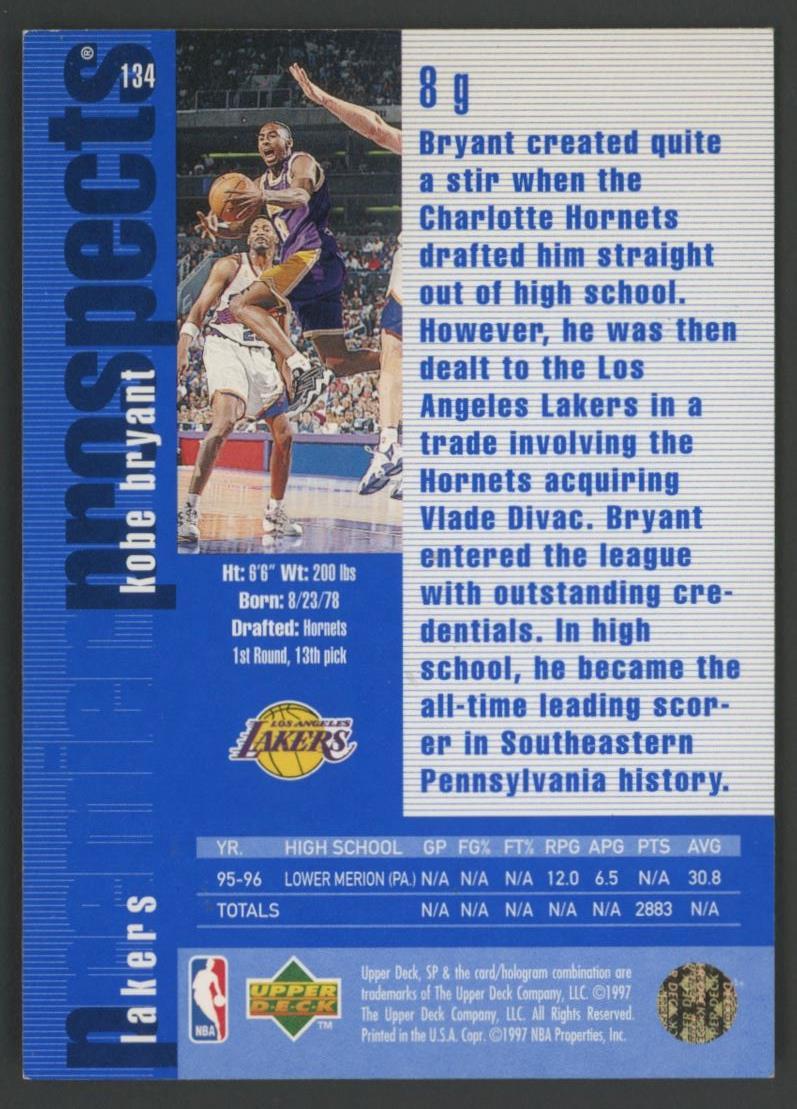 134
premier prospects®
kobe bryant
lakers
8 g
Bryant created quite
a stir when the
Charlotte Hornets
drafted him straight
out of high school.
However, he was then
dealt to the Los
Angeles Lakers in a
trade involving the
Hornets acquiring
Vlade Divac. Bryant
entered the league
with outstanding cre-
dentials. In high
school, he became the
all-time leading scor-
er in Southeastern
Pennsylvania history.
Ht: 6'6" Wt: 200 lbs
Born: 8/23/78
Drafted: Hornets
1st Round, 13th pick
LOS ANGELES
LAKERS
YR. HIGH SCHOOL GP FG% FT% RPG APG PTS AVG
95-96 LOWER MERION (PA.) N/A N/A N/A 12.0 6.5 N/A 30.8
TOTALS N/A N/A N/A N/A N/A 2883 N/A
NBA
UPPER
DECK
TM
Upper Deck, SP & the card/hologram combination are
trademarks of The Upper Deck Company, LLC. ©1997
The Upper Deck Company, LLC. All Rights Reserved.
Printed in the U.S.A. Copr. ©1997 NBA Properties, Inc.